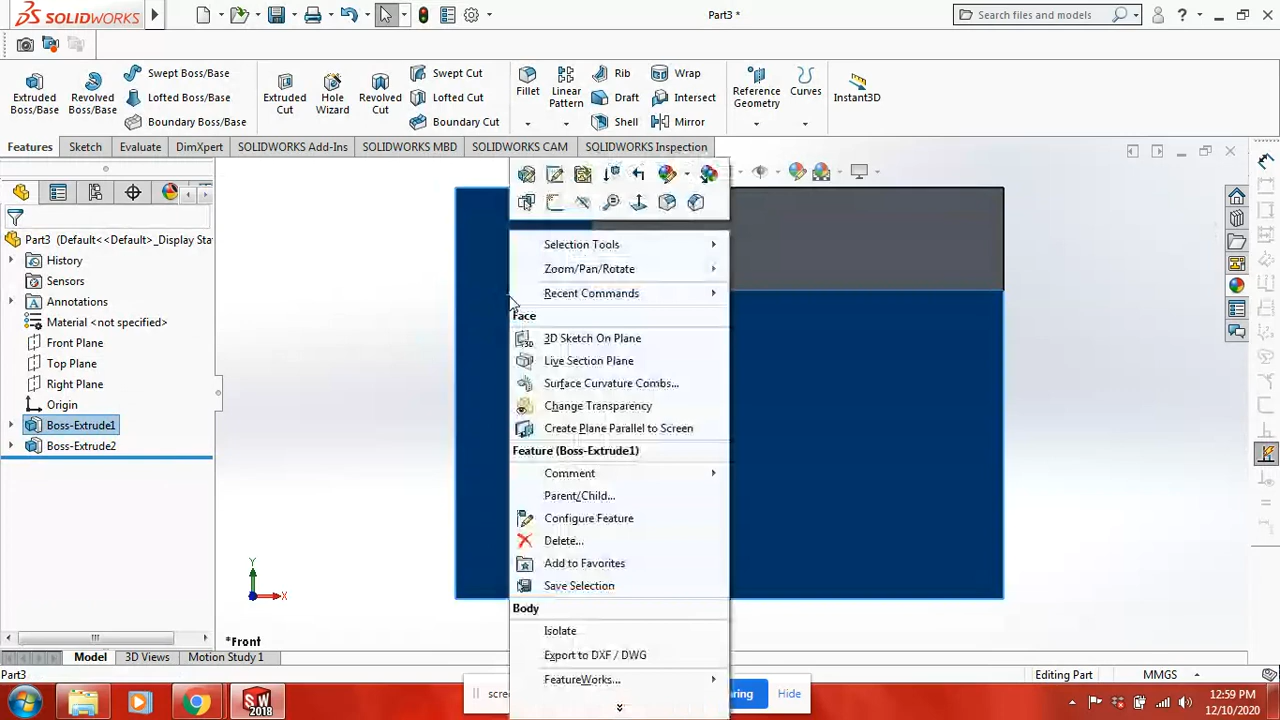 SOLIDWORKS
Part3 *
Search files and models
Extruded Boss/Base
Revolved Boss/Base
Swept Boss/Base
Lofted Boss/Base
Boundary Boss/Base
Extruded Cut
Hole Wizard
Revolved Cut
Swept Cut
Lofted Cut
Boundary Cut
Fillet
Linear Pattern
Rib
Draft
Shell
Wrap
Intersect
Mirror
Reference Geometry
Curves
Instant3D
Features
Sketch
Evaluate
DimXpert
SOLIDWORKS Add-Ins
SOLIDWORKS MBD
SOLIDWORKS CAM
SOLIDWORKS Inspection
Part3 (Default<<Default>_Display Sta
History
Sensors
Annotations
Material <not specified>
Front Plane
Top Plane
Right Plane
Origin
Boss-Extrude1
Boss-Extrude2
Selection Tools
Zoom/Pan/Rotate
Recent Commands
Face
3D Sketch On Plane
Live Section Plane
Surface Curvature Combs...
Change Transparency
Create Plane Parallel to Screen
Feature (Boss-Extrude1)
Comment
Parent/Child...
Configure Feature
Delete...
Add to Favorites
Save Selection
Body
Isolate
Export to DXF / DWG
FeatureWorks...
Y
X
*Front
Model
3D Views
Motion Study 1
Part3
Editing Part
MMGS
Hide
SW
2018
12:59 PM
12/10/2020